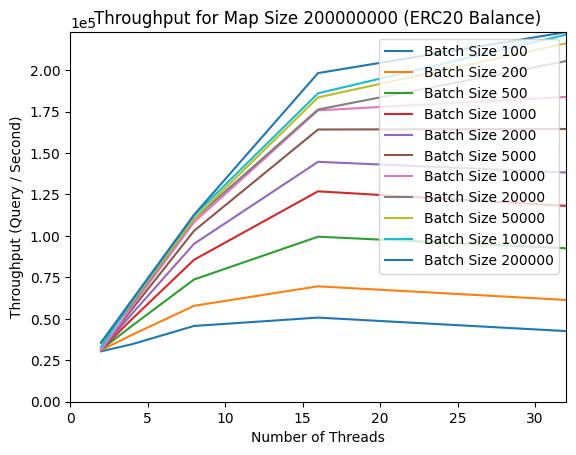 Throughput for Map Size 200000000 (ERC20 Balance)
1e5
2.00
1.75
1.50
1.25
1.00
0.75
0.50
0.25
0.00
Throughput (Query / Second)
Batch Size 100
Batch Size 200
Batch Size 500
Batch Size 1000
Batch Size 2000
Batch Size 5000
Batch Size 10000
Batch Size 20000
Batch Size 50000
Batch Size 100000
Batch Size 200000
0 5 10 15 20 25 30
Number of Threads